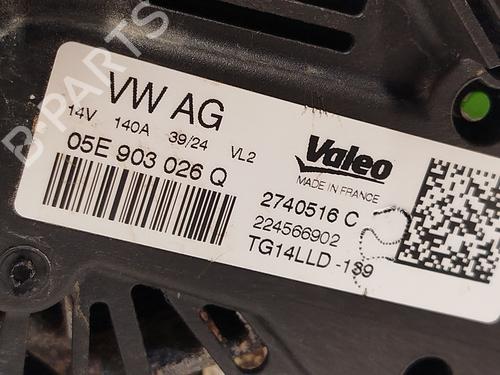 B-PARTS
VW AG
14V 140A 39/24 VL2
05E 903 026 Q
Valeo
MADE IN FRANCE
2740516 C
224566902
TG14LLD -139